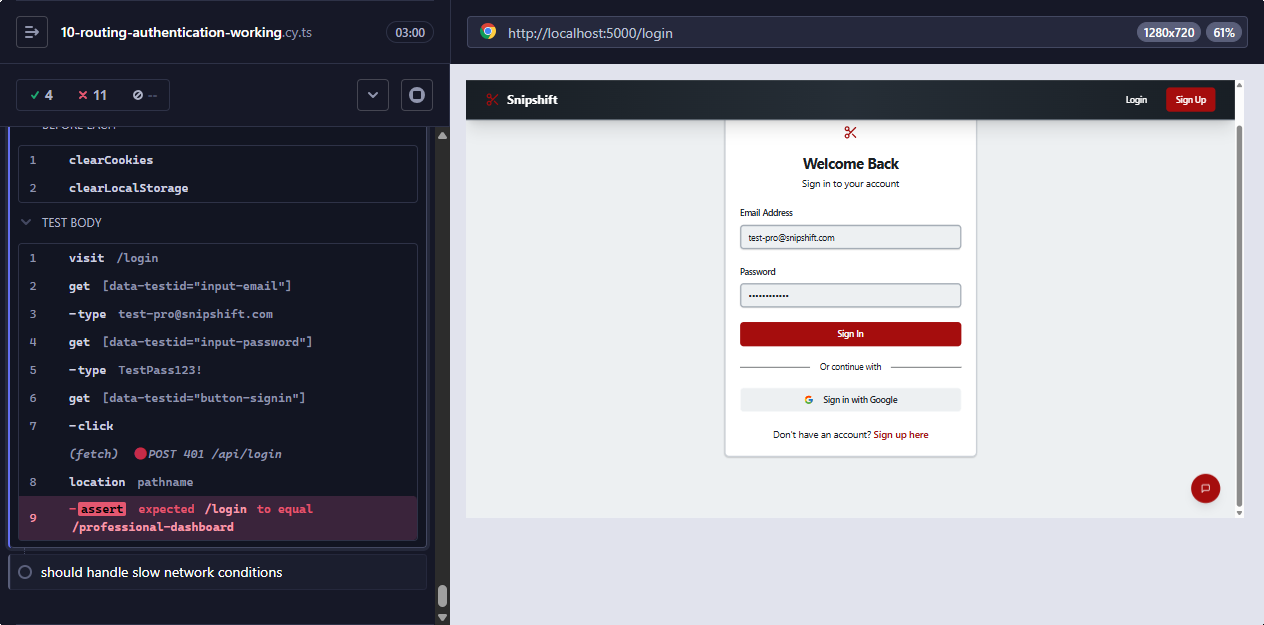 10-routing-authentication-working.cy.ts 03:00
4 11 --
BEFORE EACH
1 clearCookies
2 clearLocalStorage
TEST BODY
1 visit /login
2 get [data-testid="input-email"]
3 -type test-pro@snipshift.com
4 get [data-testid="input-password"]
5 -type TestPass123!
6 get [data-testid="button-signin"]
7 -click
(fetch) POST 401 /api/login
8 location pathname
9 -assert expected /login to equal
/professional-dashboard
should handle slow network conditions
http://localhost:5000/login 1280x720 61%
Snipshift Login Sign Up
Welcome Back
Sign in to your account
Email Address
test-pro@snipshift.com
Password
••••••••••••
Sign In
Or continue with
Sign in with Google
Don't have an account? Sign up here